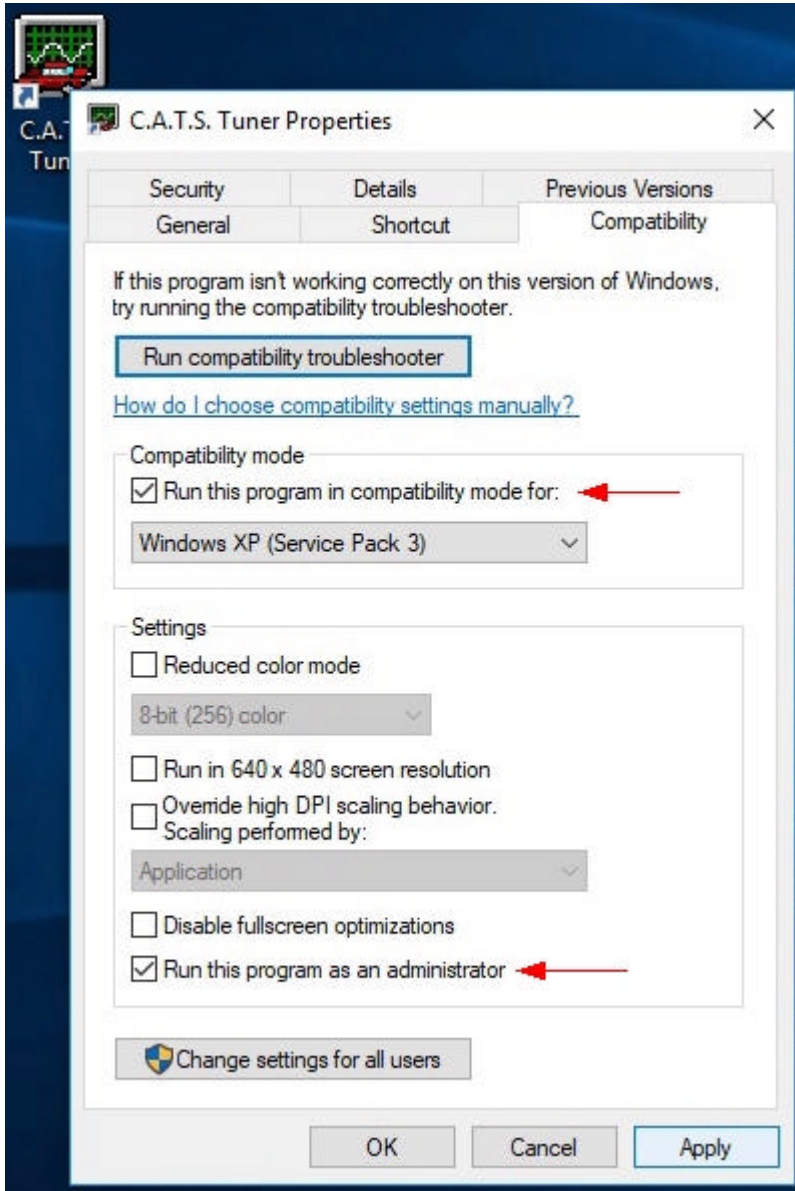 C.A.
Tun
C.A.T.S. Tuner Properties
Security Details Previous Versions
General Shortcut Compatibility
If this program isn't working correctly on this version of Windows,
try running the compatibility troubleshooter.
Run compatibility troubleshooter
How do I choose compatibility settings manually?
Compatibility mode
Run this program in compatibility mode for:
Windows XP (Service Pack 3)
Settings
Reduced color mode
8-bit (256) color
Run in 640 x 480 screen resolution
Override high DPI scaling behavior.
Scaling performed by:
Application
Disable fullscreen optimizations
Run this program as an administrator
Change settings for all users
OK Cancel Apply